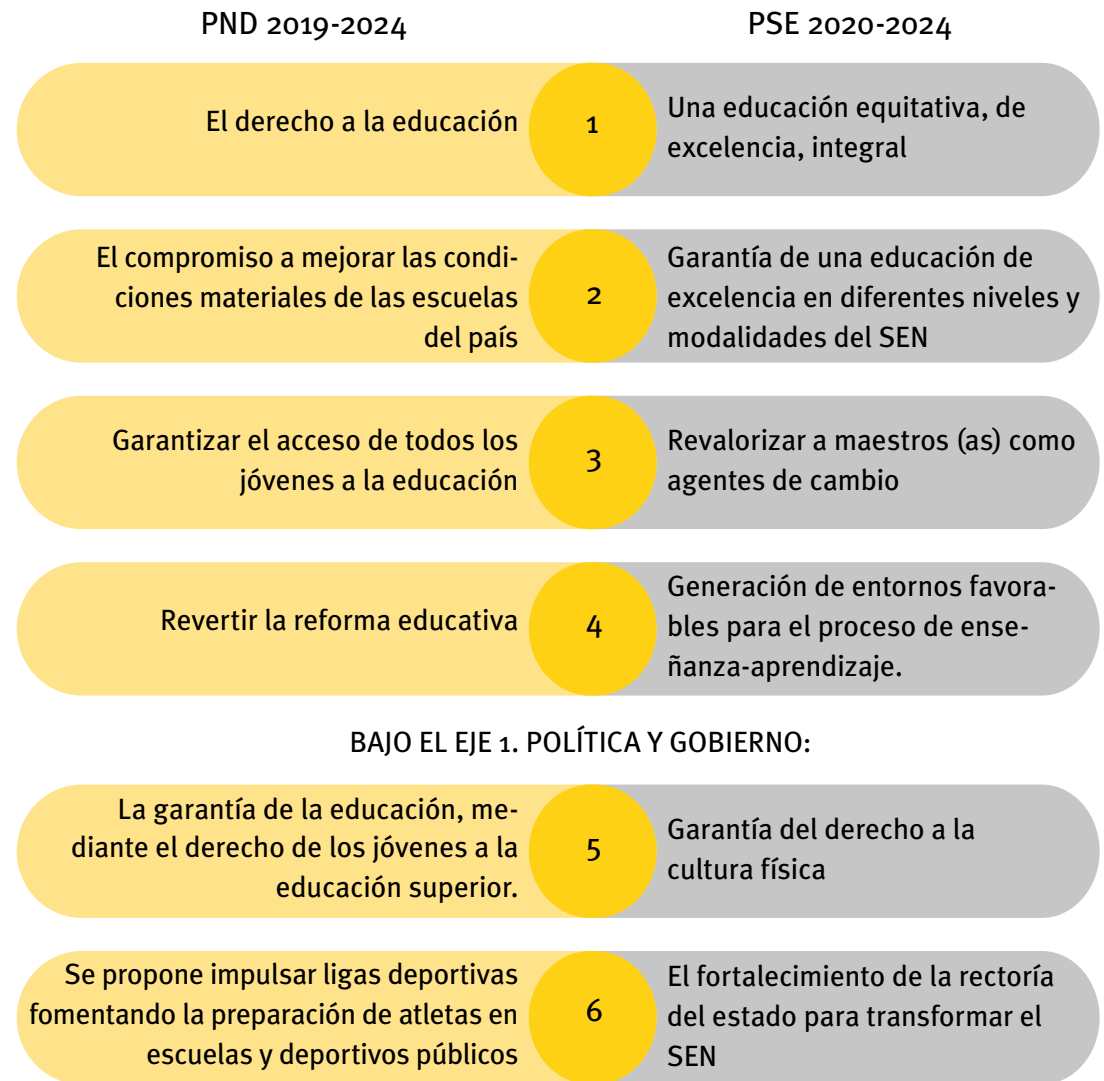 PND 2019-2024
PSE 2020-2024
El derecho a la educación
1
Una educación equitativa, de
excelencia, integral
El compromiso a mejorar las condi-
ciones materiales de las escuelas
del país
2
Garantía de una educación de
excelencia en diferentes niveles y
modalidades del SEN
Garantizar el acceso de todos los
jóvenes a la educación
3
Revalorizar a maestros (as) como
agentes de cambio
Revertir la reforma educativa
4
Generación de entornos favora-
bles para el proceso de ense-
ñanza-aprendizaje.
BAJO EL EJE 1. POLÍTICA Y GOBIERNO:
La garantía de la educación, me-
diante el derecho de los jóvenes a la
educación superior.
5
Garantía del derecho a la
cultura física
Se propone impulsar ligas deportivas
fomentando la preparación de atletas en
escuelas y deportivos públicos
6
El fortalecimiento de la rectoría
del estado para transformar el
SEN